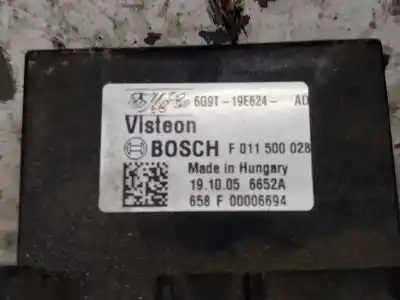 6G9T-19E624- AD
Visteon
BOSCH F 011 500 028
Made in Hungary
19.10.05 6652A
658 F 00006694